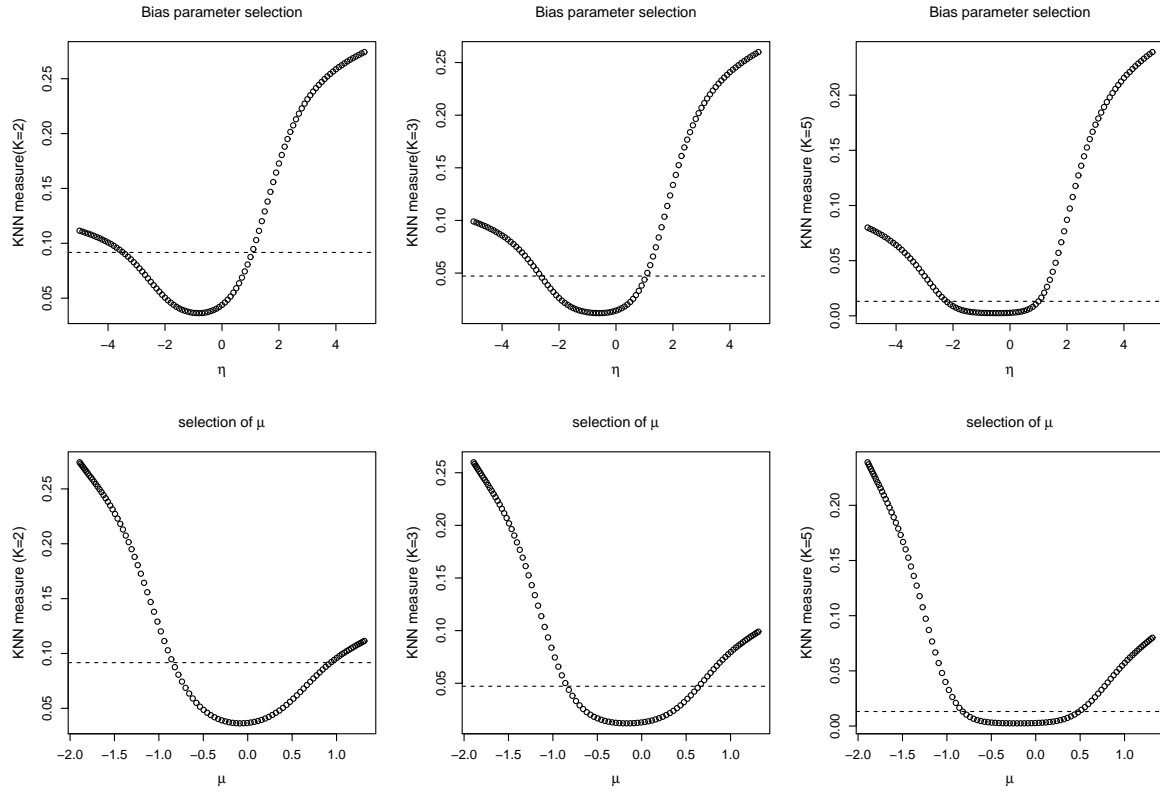 Bias parameter selection
KNN measure(K=2)
0.05 0.10 0.15 0.20 0.25
−4 −2 0 2 4
η
Bias parameter selection
KNN measure(K=3)
0.05 0.10 0.15 0.20 0.25
−4 −2 0 2 4
η
Bias parameter selection
KNN measure (K=5)
0.00 0.05 0.10 0.15 0.20
−4 −2 0 2 4
η
selection of μ
KNN measure (K=2)
0.05 0.10 0.15 0.20 0.25
−2.0 −1.5 −1.0 −0.5 0.0 0.5 1.0
μ
selection of μ
KNN measure (K=3)
0.05 0.10 0.15 0.20 0.25
−2.0 −1.5 −1.0 −0.5 0.0 0.5 1.0
μ
selection of μ
KNN measure (K=5)
0.00 0.05 0.10 0.15 0.20
−2.0 −1.5 −1.0 −0.5 0.0 0.5 1.0
μ